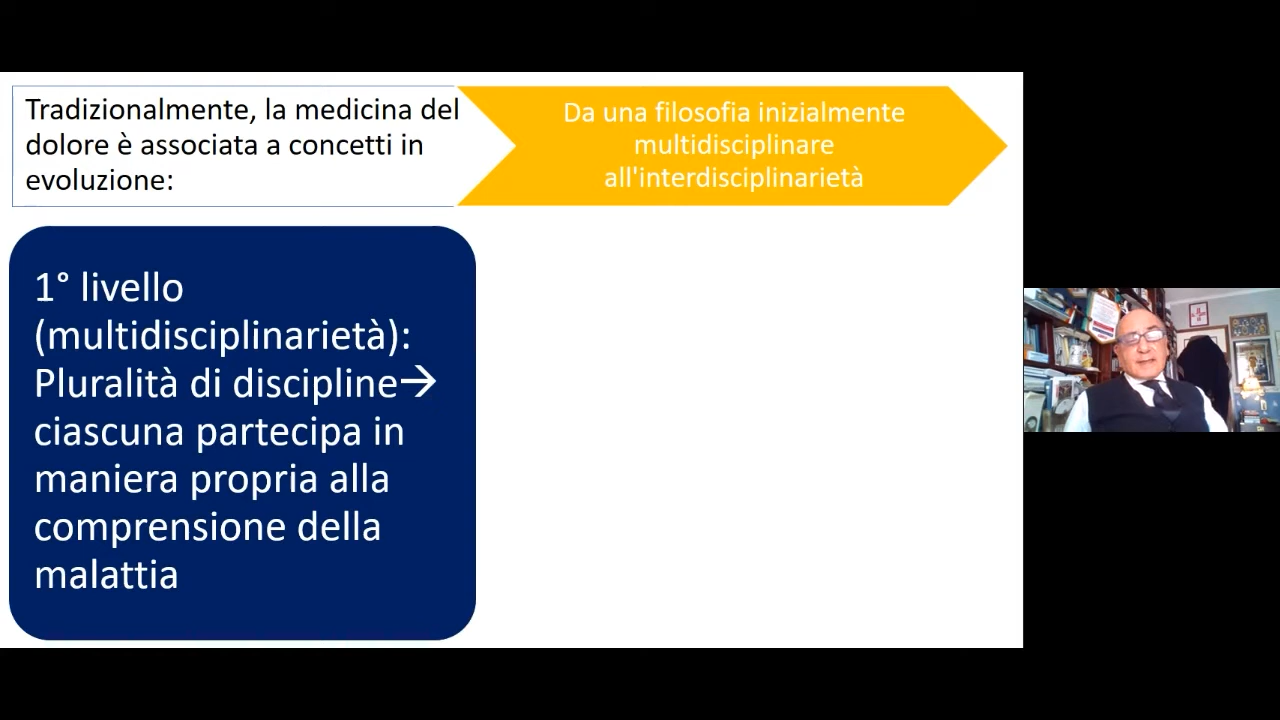 Tradizionalmente, la medicina del
dolore è associata a concetti in
evoluzione:
Da una filosofia inizialmente
multidisciplinare
all'interdisciplinarietà
1° livello
(multidisciplinarietà):
Pluralità di discipline→
ciascuna partecipa in
maniera propria alla
comprensione della
malattia